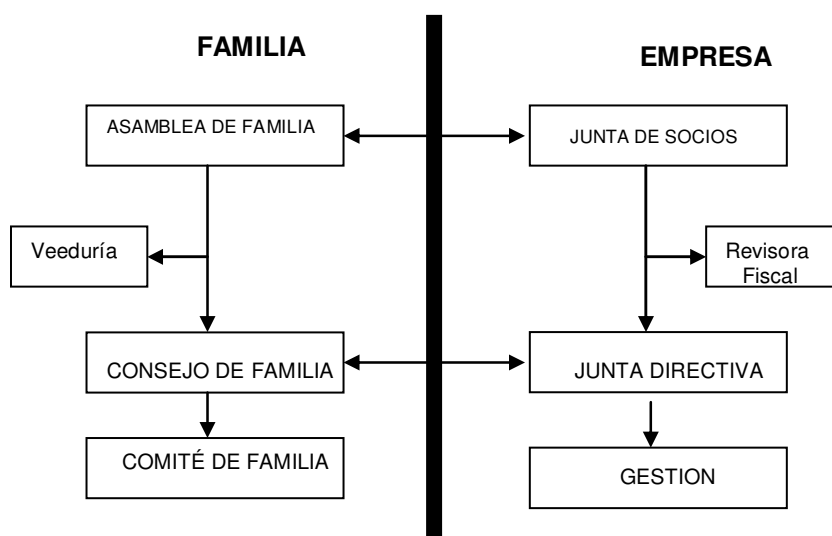 FAMILIA
EMPRESA
ASAMBLEA DE FAMILIA
JUNTA DE SOCIOS
Veeduría
Revisora
Fiscal
CONSEJO DE FAMILIA
JUNTA DIRECTIVA
COMITÉ DE FAMILIA
GESTION